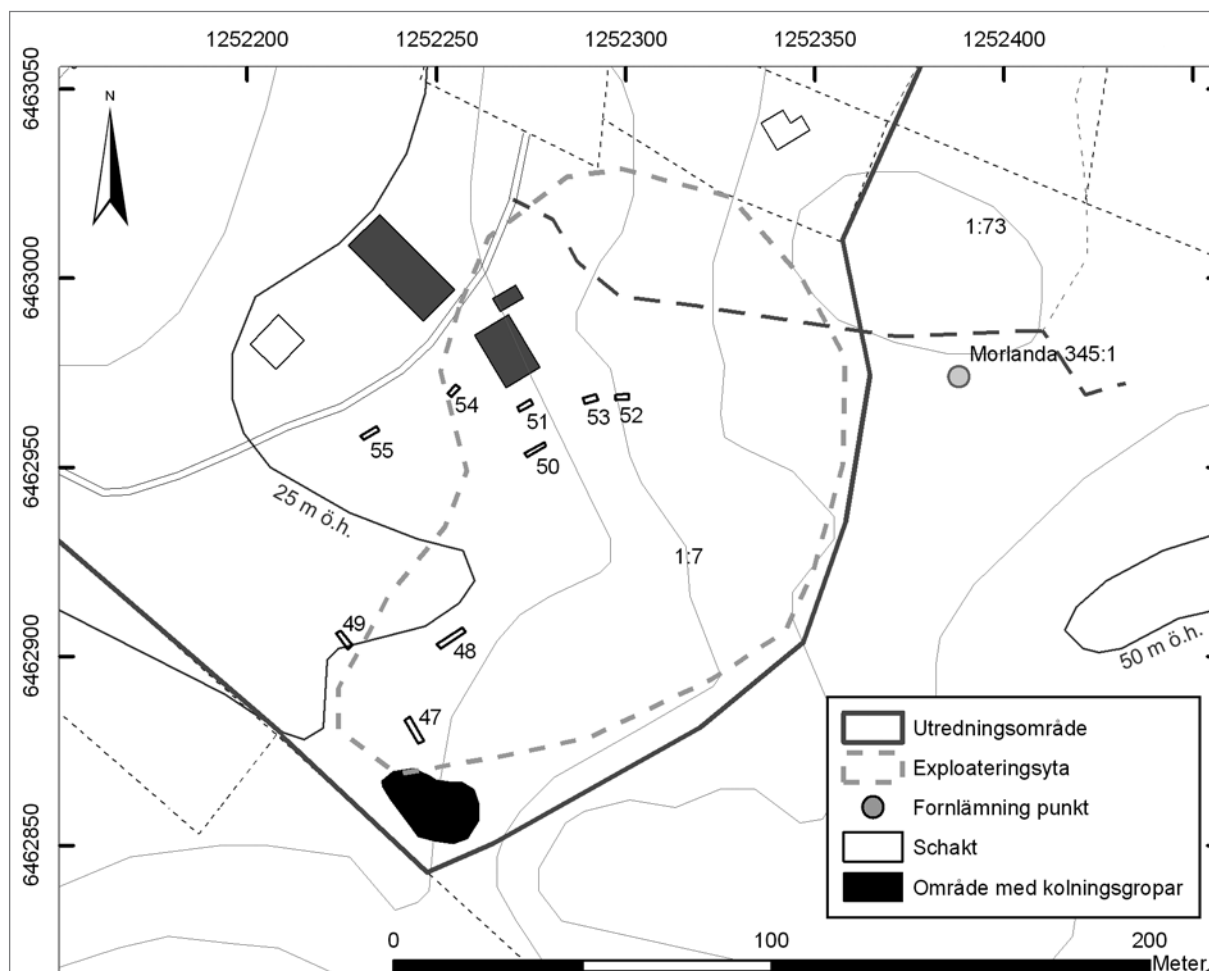 1252200 1252250 1252300 1252350 1252400
6463050
N
1:73
6463000
Morlanda 345:1
54
51
53
52
55
50
6462950
25 m ö.h.
1:7
49
48
6462900
50 m ö.h.
47
Utredningsområde
Exploateringsyta
Fornlämning punkt
Schakt
Område med kolningsgropar
6462850
0 100 200
Meter